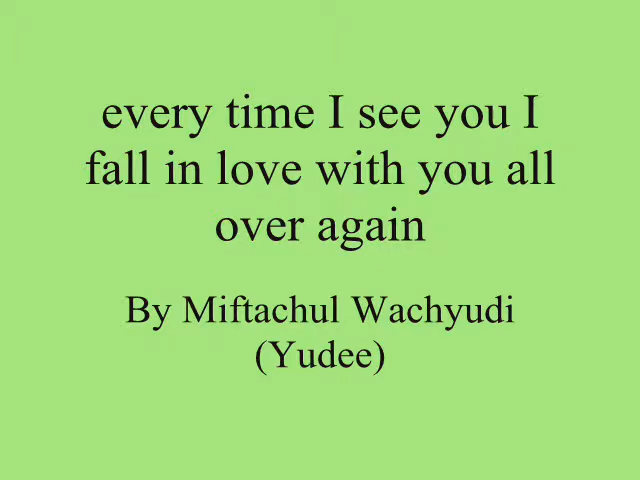 every time I see you I
fall in love with you all
over again
By Miftachul Wachyudi
(Yudee)